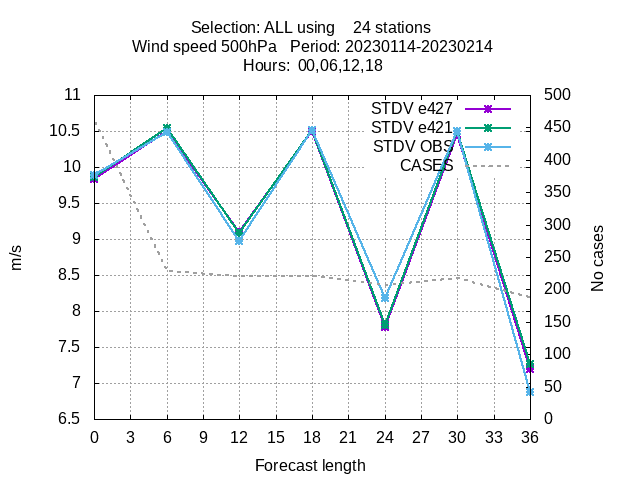 Selection: ALL using    24 stations
Wind speed 500hPa   Period: 20230114-20230214
Hours:  00,06,12,18
11
10.5
10
9.5
9
8.5
8
7.5
7
6.5
500
450
400
350
300
250
200
150
100
50
0
STDV e427
STDV e421
STDV OBS
CASES
m/s
No cases
0 3 6 9 12 15 18 21 24 27 30 33 36
Forecast length